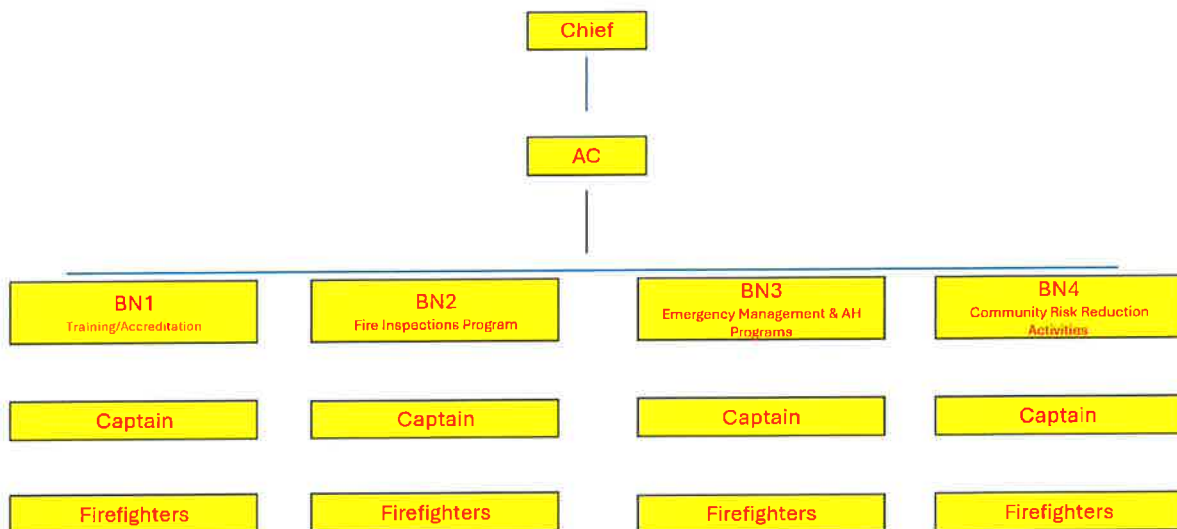 Chief
AC
BN1
Training/Accreditation
BN2
Fire Inspections Program
BN3
Emergency Management & AH
Programs
BN4
Community Risk Reduction
Activities
Captain
Captain
Captain
Captain
Firefighters
Firefighters
Firefighters
Firefighters